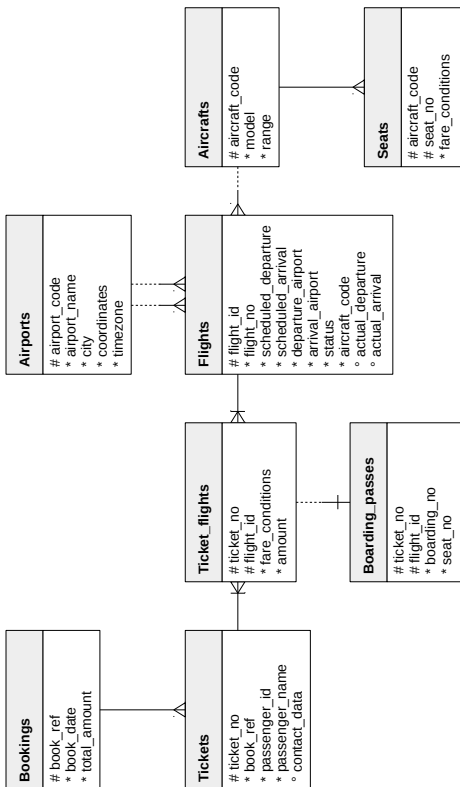 Bookings
# book_ref
* book_date
* total_amount
Airports
# airport_code
* airport_name
* city
* coordinates
* timezone
Tickets
# ticket_no
* book_ref
* passenger_id
* passenger_name
° contact_data
Ticket_flights
# ticket_no
# flight_id
* fare_conditions
* amount
Flights
# flight_id
* flight_no
* scheduled_departure
* scheduled_arrival
* departure_airport
* arrival_airport
* status
* aircraft_code
° actual_departure
° actual_arrival
Aircrafts
# aircraft_code
* model
* range
Boarding_passes
# ticket_no
# flight_id
* boarding_no
* seat_no
Seats
# aircraft_code
# seat_no
* fare_conditions